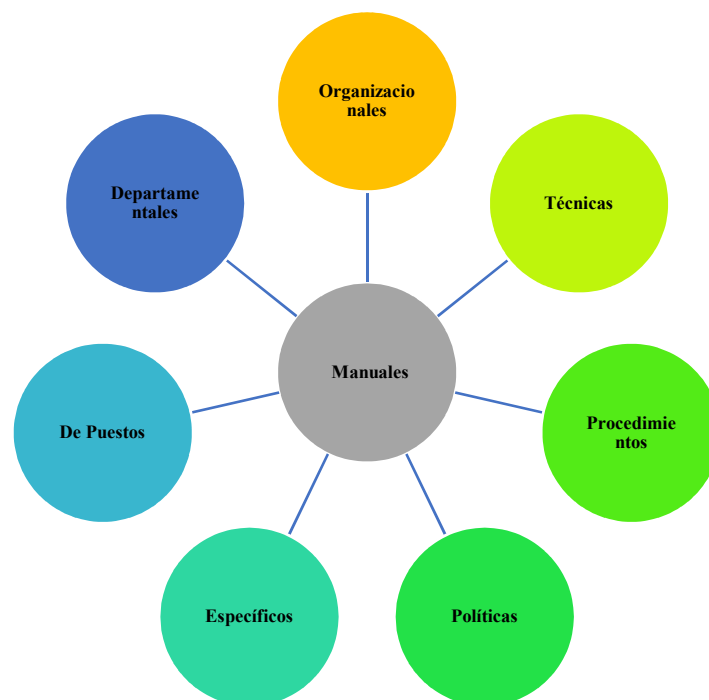 Organizacio
nales
Departame
ntales
Técnicas
Manuales
De Puestos
Procedimie
ntos
Específicos
Políticas